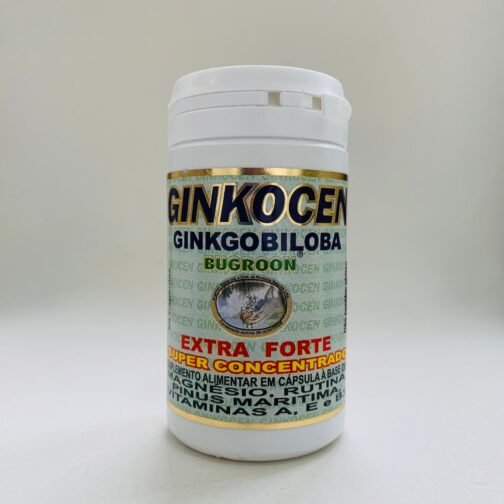 GINKOCEN
GINKGOBILOBA
BUGROON®
EXTRA FORTE
SUPER CONCENTRADO
SUPLEMENTO ALIMENTAR EM CÁPSULA À BASE DE
MAGNÉSIO, RUTINA,
PINUS MARITIMA,
VITAMINAS A, E e B